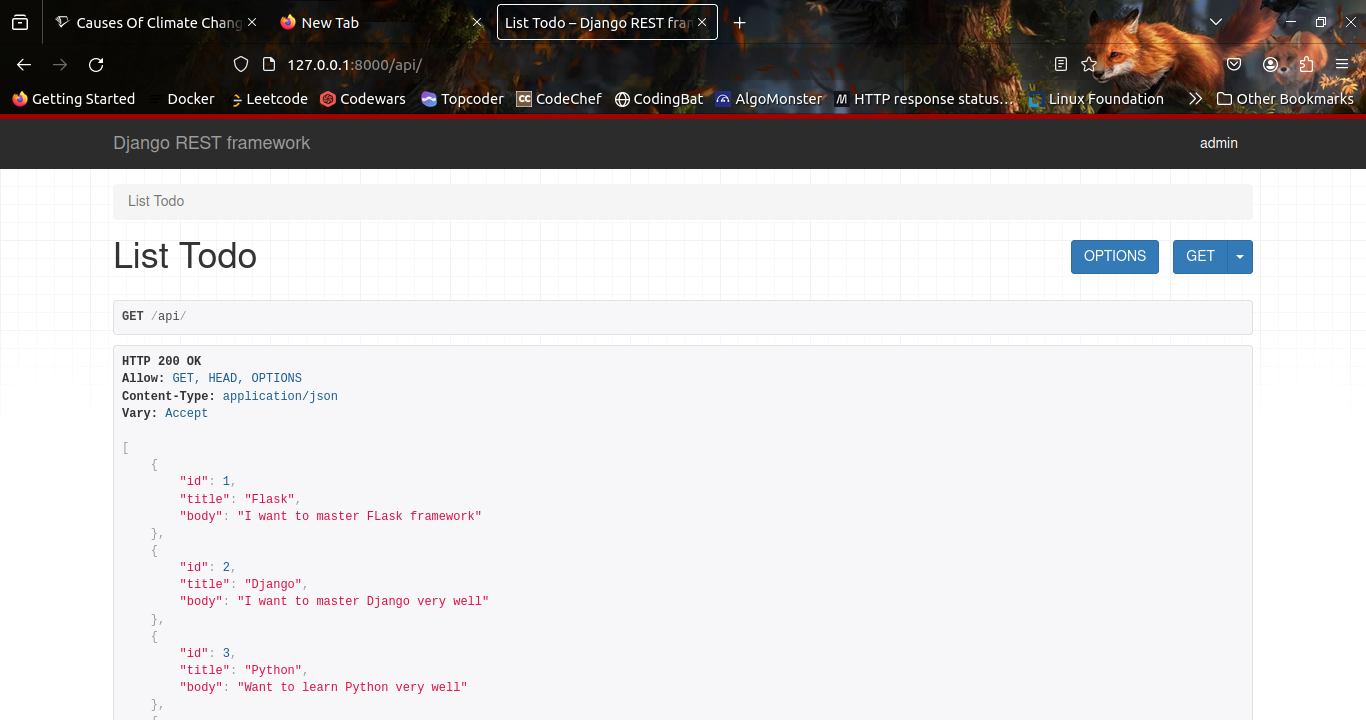 Causes Of Climate Chang
New Tab
List Todo – Django REST fran
127.0.0.1:8000/api/
Getting Started
Docker
Leetcode
Codewars
Topcoder
CC CodeChef
CodingBat
AlgoMonster
M HTTP response status…
Linux Foundation
Other Bookmarks
Django REST framework
admin
List Todo
List Todo
OPTIONS
GET
GET /api/
HTTP 200 OK
Allow: GET, HEAD, OPTIONS
Content-Type: application/json
Vary: Accept
[
{
"id": 1,
"title": "Flask",
"body": "I want to master FLask framework"
},
{
"id": 2,
"title": "Django",
"body": "I want to master Django very well"
},
{
"id": 3,
"title": "Python",
"body": "Want to learn Python very well"
},
{